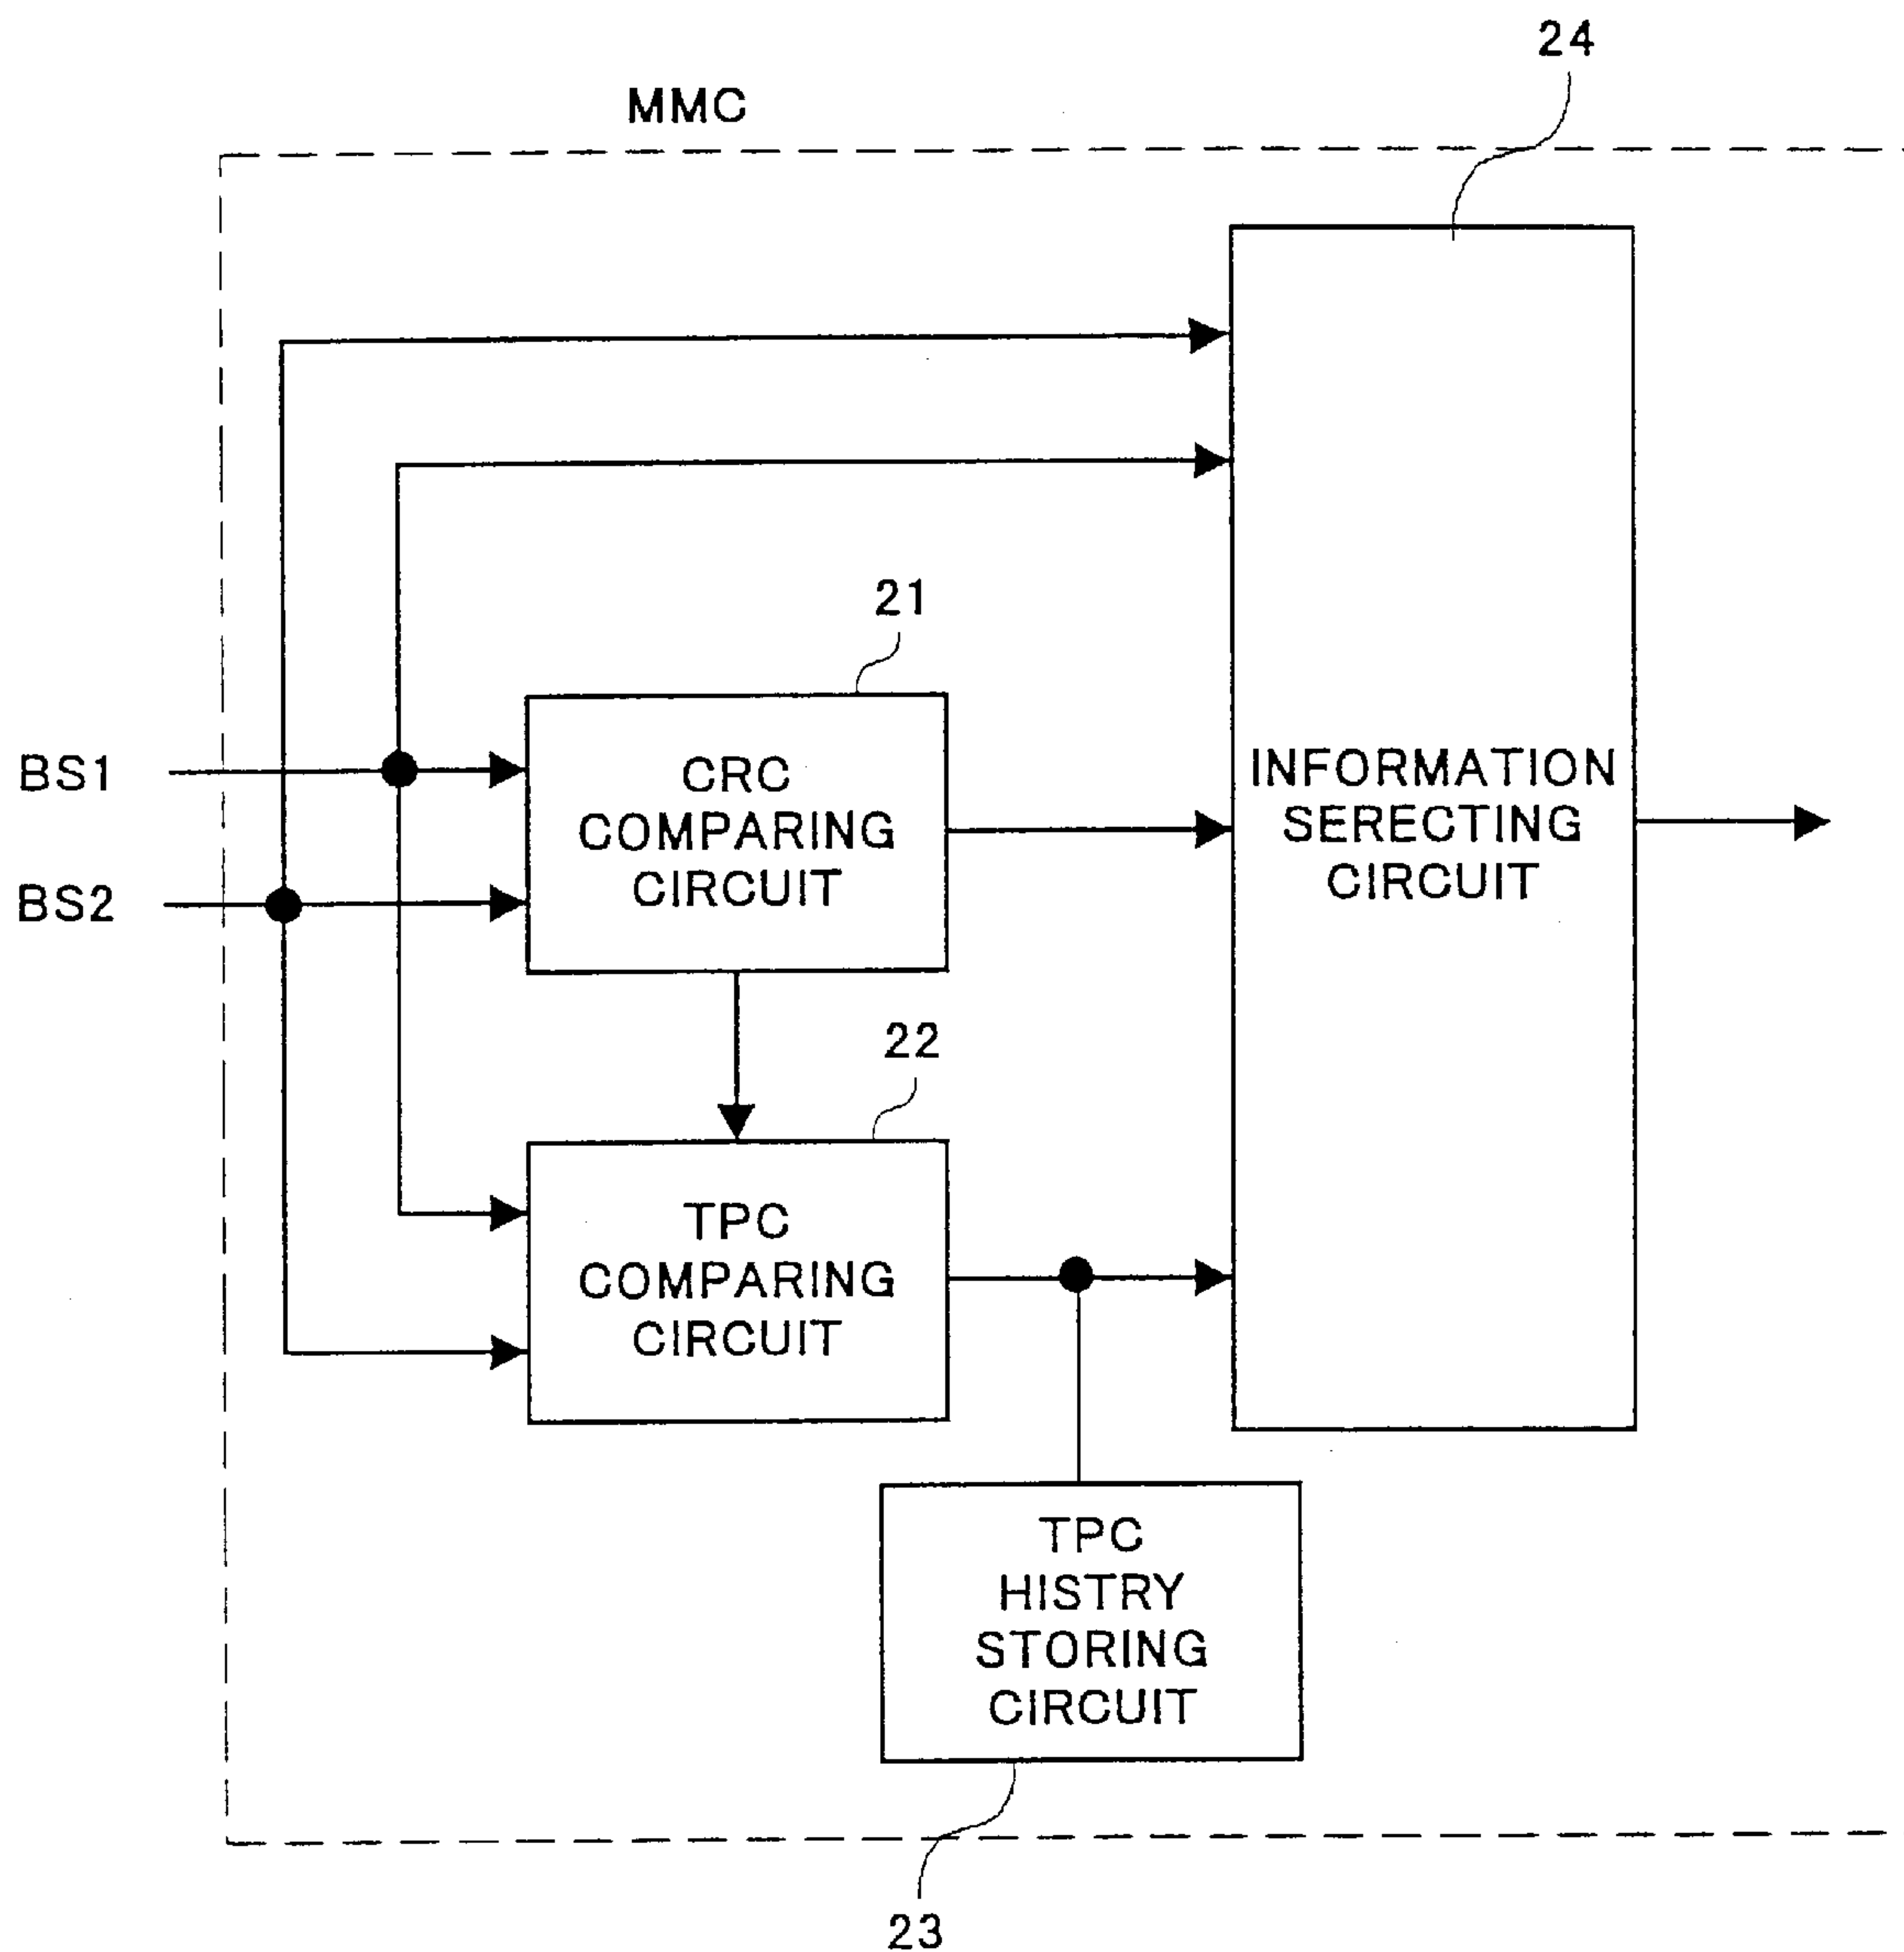 24
MMC
21
BS1
CRC
COMPARING
CIRCUIT
INFORMATION
SERECTING
CIRCUIT
BS2
22
TPC
COMPARING
CIRCUIT
TPC
HISTRY
STORING
CIRCUIT
23